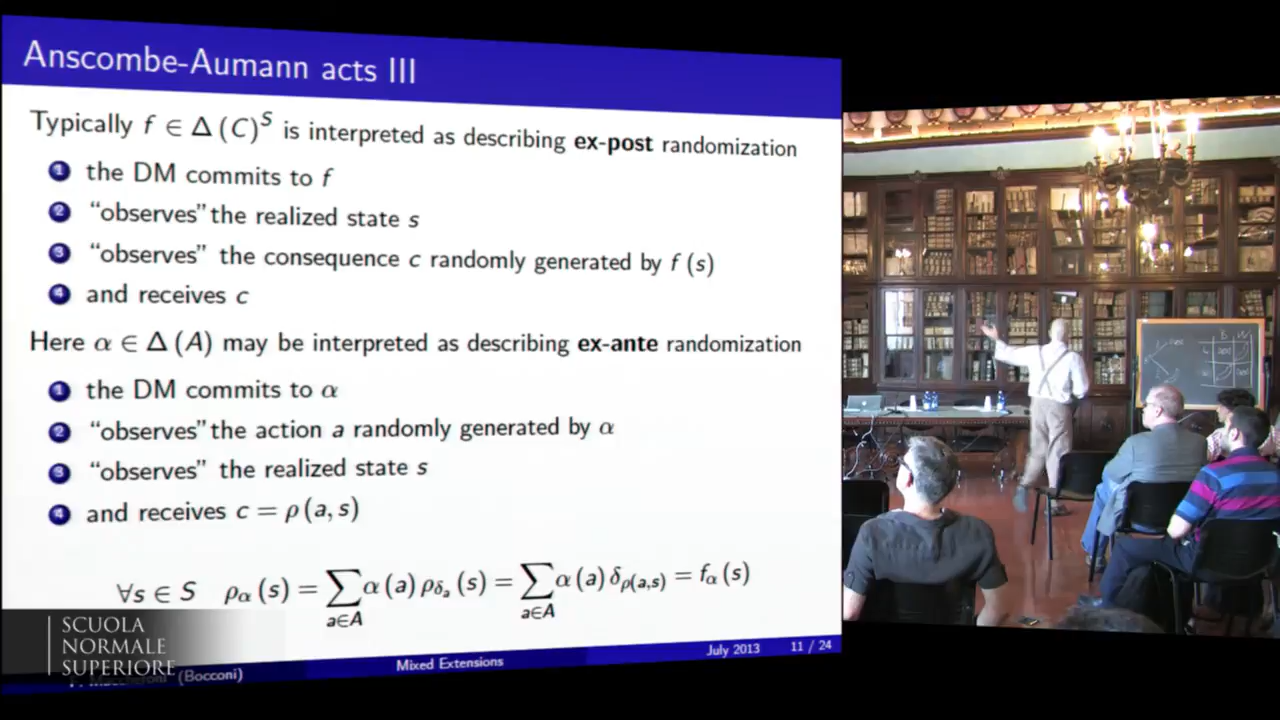 Anscombe-Aumann acts III
Typically f ∈ Δ (C)^S is interpreted as describing ex-post randomization
1 the DM commits to f
2 “observes” the realized state s
3 “observes” the consequence c randomly generated by f (s)
4 and receives c
Here α ∈ Δ (A) may be interpreted as describing ex-ante randomization
1 the DM commits to α
2 “observes” the action a randomly generated by α
3 “observes” the realized state s
4 and receives c = ρ (a, s)
∀s ∈ S ρ_α (s) = ∑_{a∈A} α (a) ρ_{δ_a} (s) = ∑_{a∈A} α (a) δ_{ρ(a,s)} = f_α (s)
SCUOLA
NORMALE
SUPERIORE
(Bocconi)
Mixed Extensions
July 2013
11 / 24